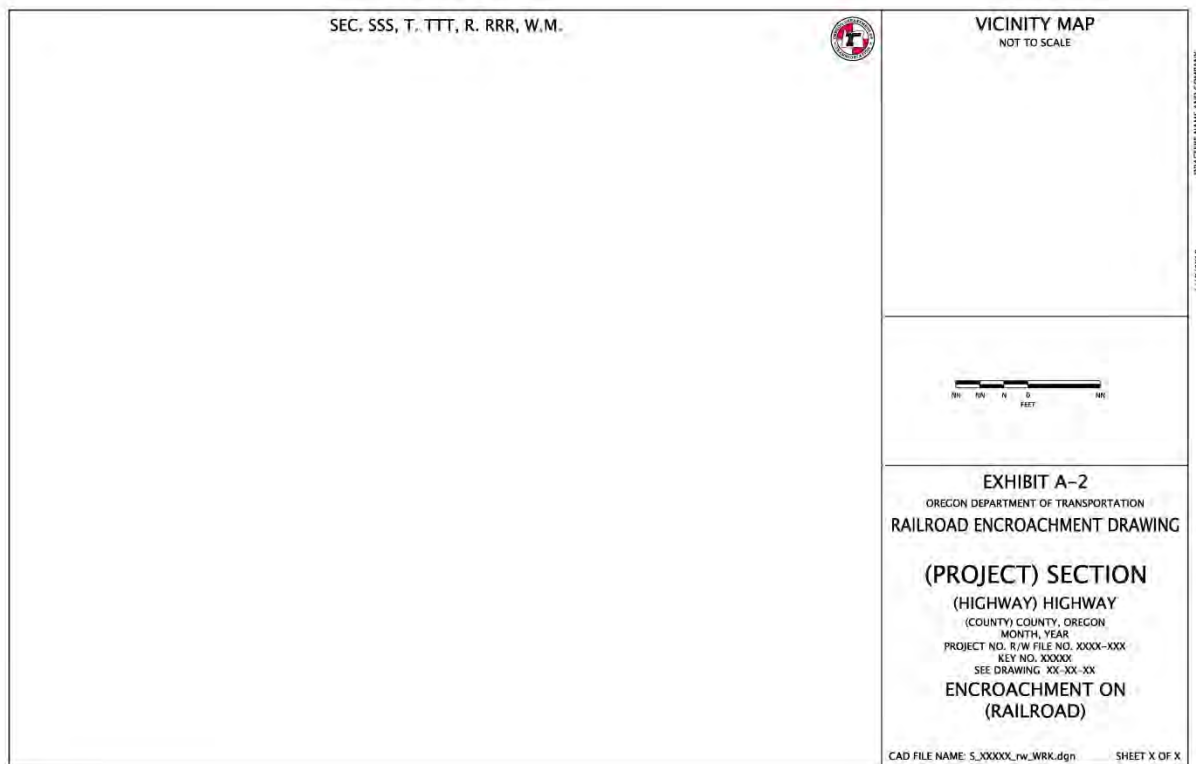 SEC. SSS, T. TTT, R. RRR, W.M.
VICINITY MAP
NOT TO SCALE
NN NN N 0 NN
FEET
EXHIBIT A-2
OREGON DEPARTMENT OF TRANSPORTATION
RAILROAD ENCROACHMENT DRAWING
(PROJECT) SECTION
(HIGHWAY) HIGHWAY
(COUNTY) COUNTY, OREGON
MONTH, YEAR
PROJECT NO. R/W FILE NO. XXXX-XXX
KEY NO. XXXXX
SEE DRAWING XX-XX-XX
ENCROACHMENT ON
(RAILROAD)
CAD FILE NAME: S_XXXXX_rw_WRK.dgn SHEET X OF X